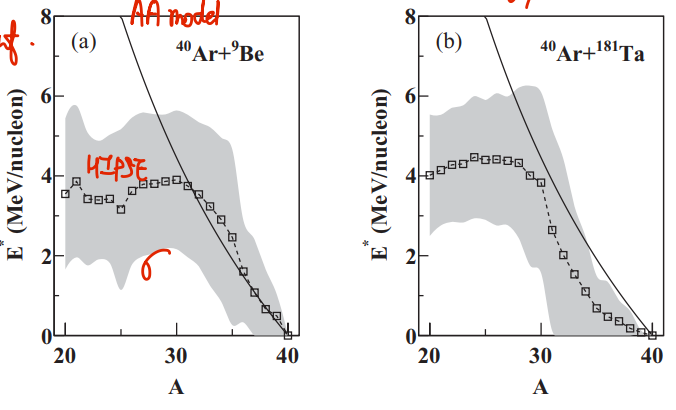 AA model
(a)
⁴⁰Ar+⁹Be
E* (MeV/nucleon)
8
6
4
2
0
HIPSE
σ
20
30
40
A
(b)
⁴⁰Ar+¹⁸¹Ta
E* (MeV/nucleon)
8
6
4
2
0
20
30
40
A